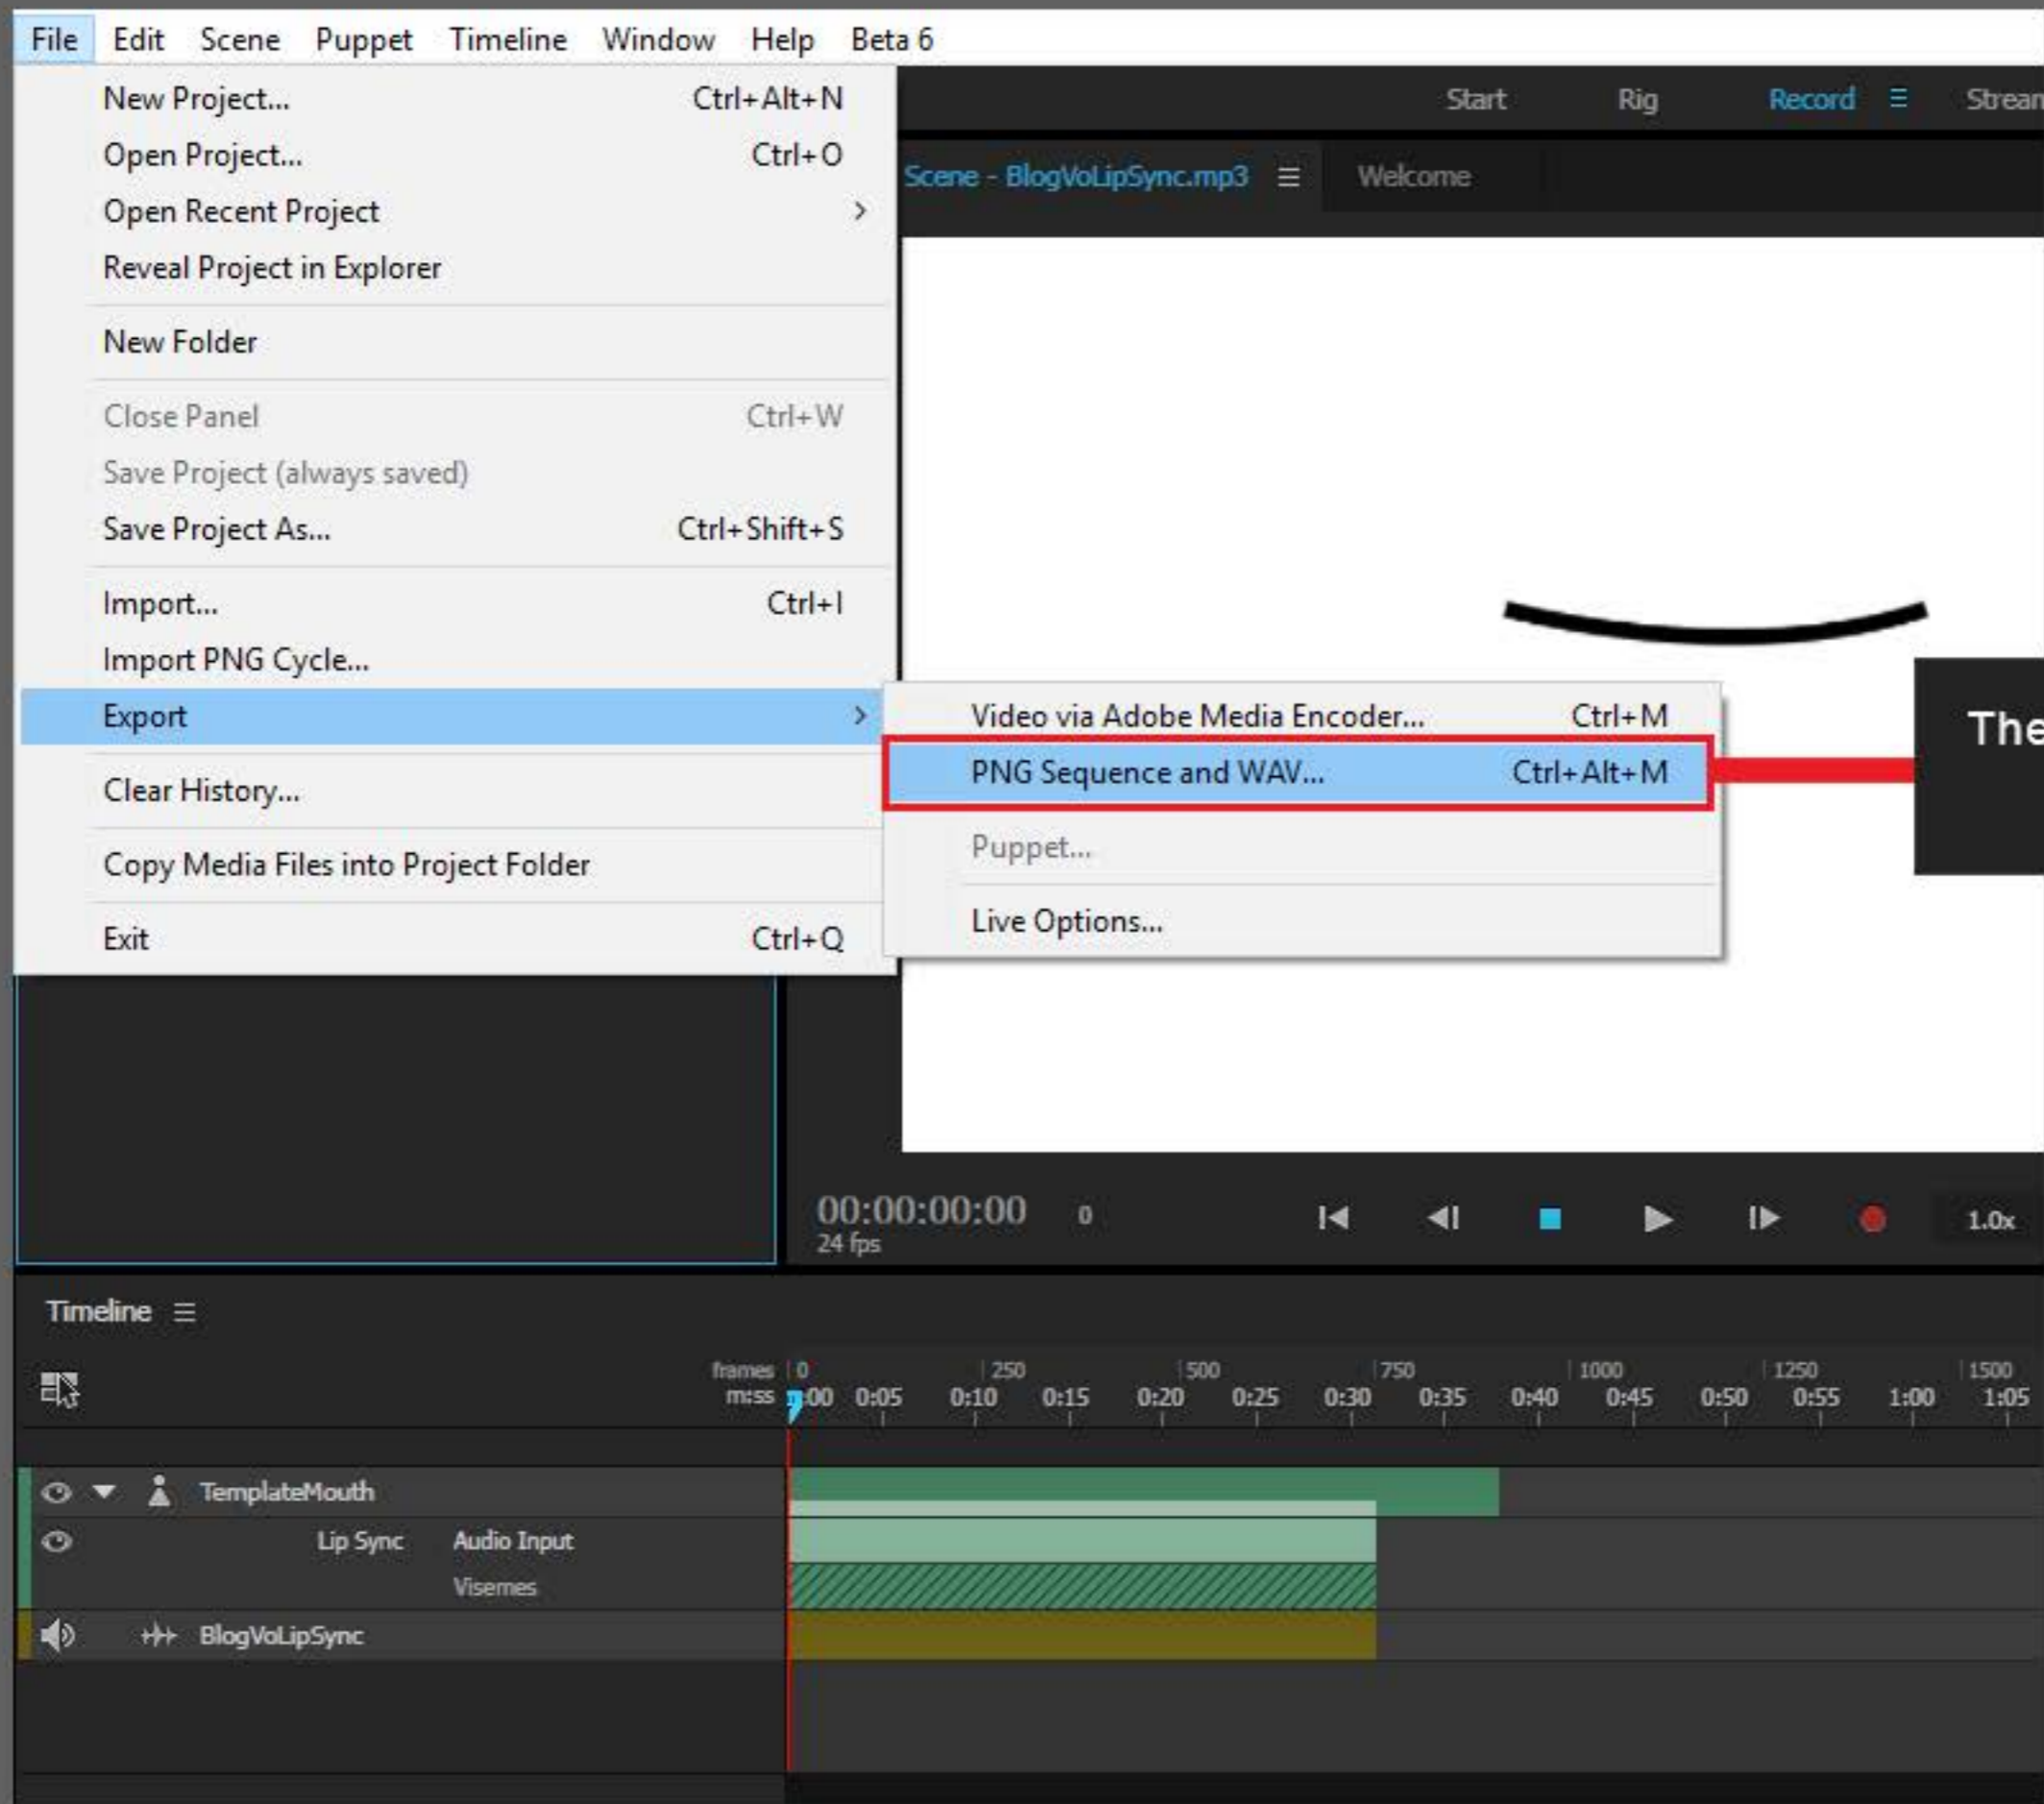 File Edit Scene Puppet Timeline Window Help Beta 6
New Project... Ctrl+Alt+N
Open Project... Ctrl+O
Open Recent Project
Reveal Project in Explorer
New Folder
Close Panel Ctrl+W
Save Project (always saved)
Save Project As... Ctrl+Shift+S
Import... Ctrl+I
Import PNG Cycle...
Export
Clear History...
Copy Media Files into Project Folder
Exit Ctrl+Q
Start Rig Record
Scene - BlogVoLipSync.mp3 Welcome
Video via Adobe Media Encoder... Ctrl+M
PNG Sequence and WAV... Ctrl+Alt+M
Puppet...
Live Options...
The
00:00:00:00 0 1.0x
24 fps
Timeline
frames 0 250 500 750 1000 1250 1500
m:ss :00 0:05 0:10 0:15 0:20 0:25 0:30 0:35 0:40 0:45 0:50 0:55 1:00 1:05
TemplateMouth
Lip Sync Audio Input
Visemes
BlogVoLipSync